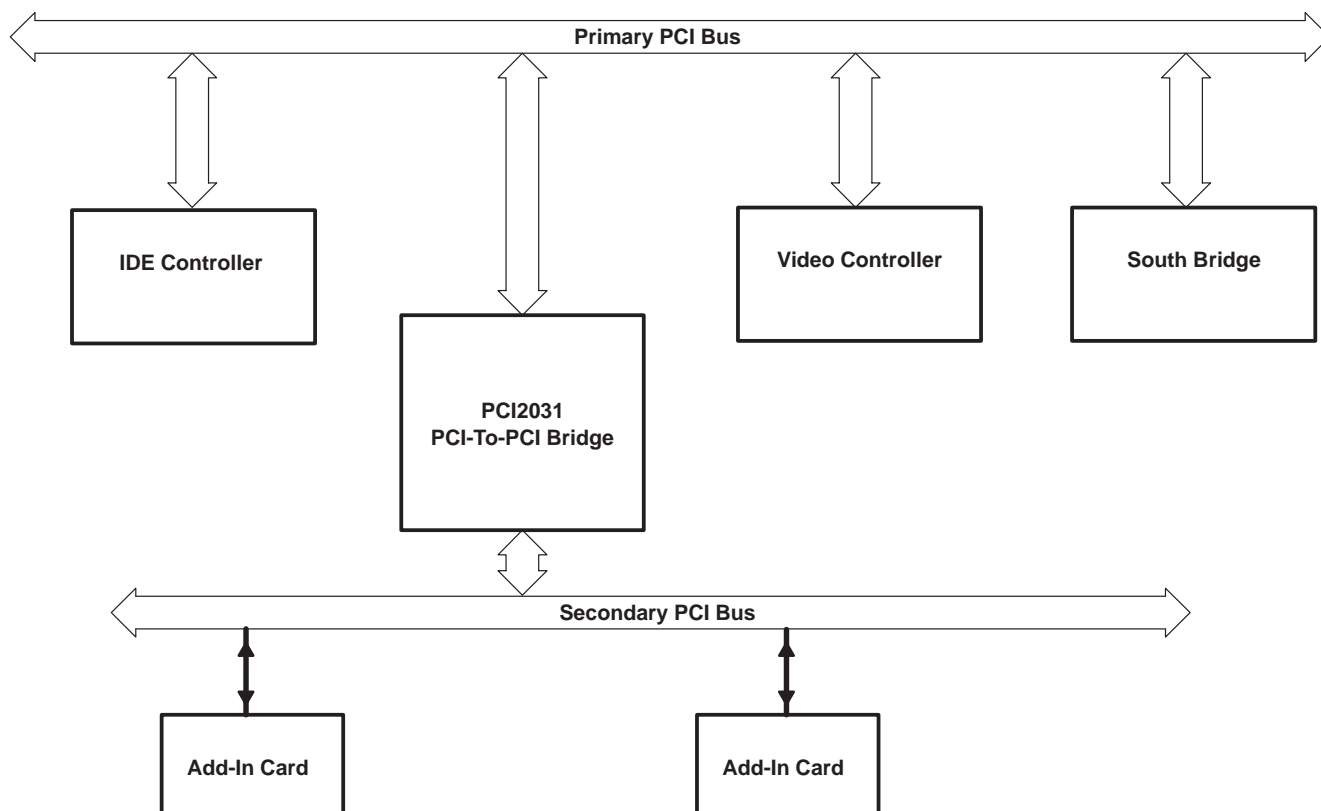 Primary PCI Bus
IDE Controller
Video Controller
South Bridge
PCI2031
PCI-To-PCI Bridge
Secondary PCI Bus
Add-In Card
Add-In Card